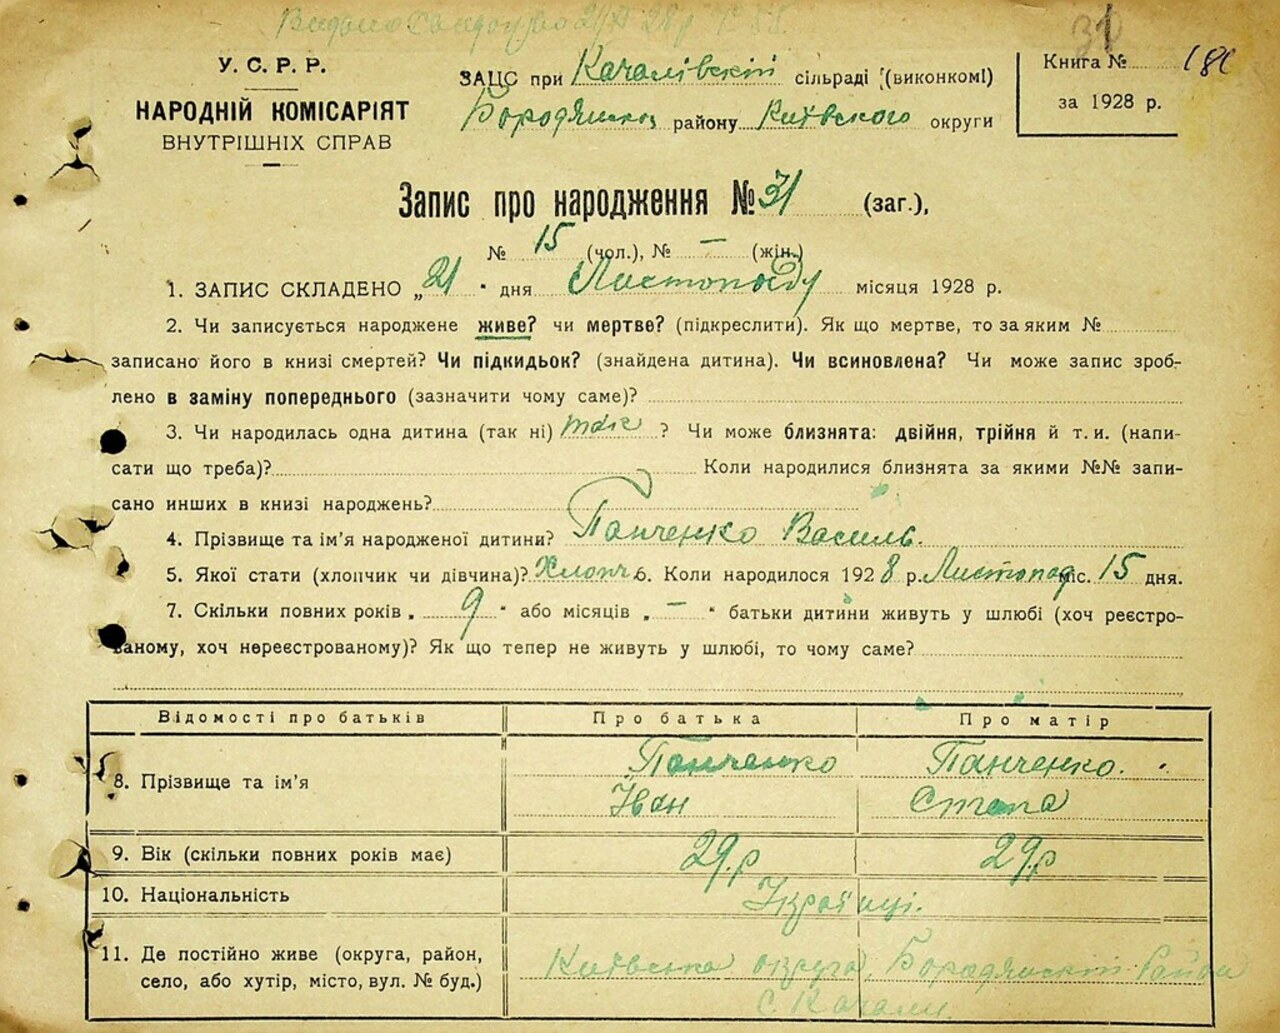 31
У. С. Р. Р.
НАРОДНІЙ КОМІСАРІЯТ
ВНУТРІШНІХ СПРАВ
ЗАЦС при Качалівскій сільраді (виконкомі)
Бородянськ. району Київского округи
Книга №
за 1928 р.
Запис про народження № 31 (заг.),
№ 15 (чол.), № — (жін.)
1. ЗАПИС СКЛАДЕНО „21" дня Листопаду місяця 1928 р.
2. Чи записується народжене живе? чи мертве? (підкреслити). Як що мертве, то за яким №
записано його в книзі смертей? Чи підкидьок? (знайдена дитина). Чи всиновлена? Чи може запис зроб-
лено в заміну попереднього (зазначити чому саме)?
3. Чи народилась одна дитина (так ні) так ? Чи може близнята: двійня, трійня й т. и. (напи-
сати що треба)? Коли народилися близнята за якими №№ запи-
сано инших в книзі народжень?
4. Прізвище та ім'я народженої дитини? Панченко Василь.
5. Якої стати (хлопчик чи дівчина)? Хлопч. 6. Коли народилося 1928 р. Листопад міс. 15 дня.
7. Скільки повних років „ 9 " або місяців „ — " батьки дитини живуть у шлюбі (хоч реєстро-
ваному, хоч нереєстрованому)? Як що тепер не живуть у шлюбі, то чому саме?
Відомості про батьків Про батька Про матір
8. Прізвище та ім'я Панченко Іван Панченко.
9. Вік (скільки повних років має) 29 р 29 р
10. Національність Українці.
11. Де постійно живе (округа, район,
село, або хутір, місто, вул. № буд.)
Київська округа, Бородянскій Район
с. Качали